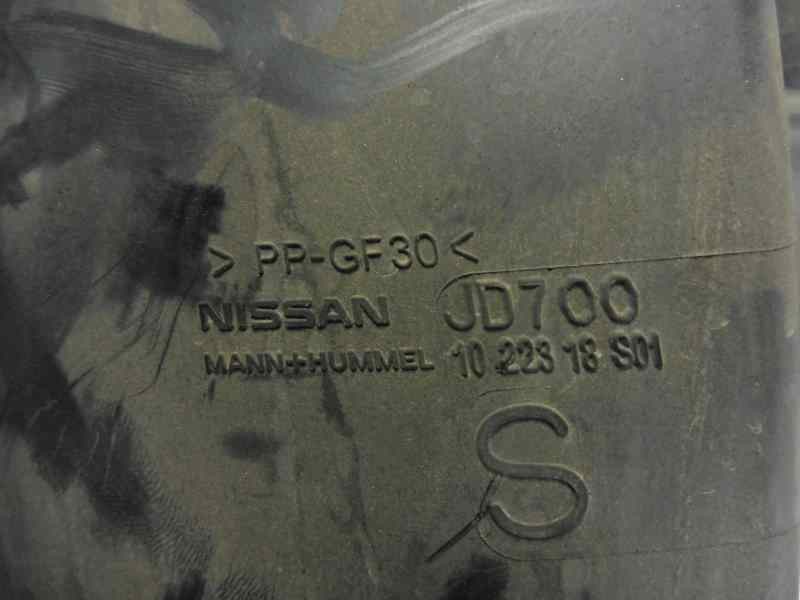 > PP-GF30 <
NISSAN JD700
MANN+HUMMEL 10 223 18 S01
S